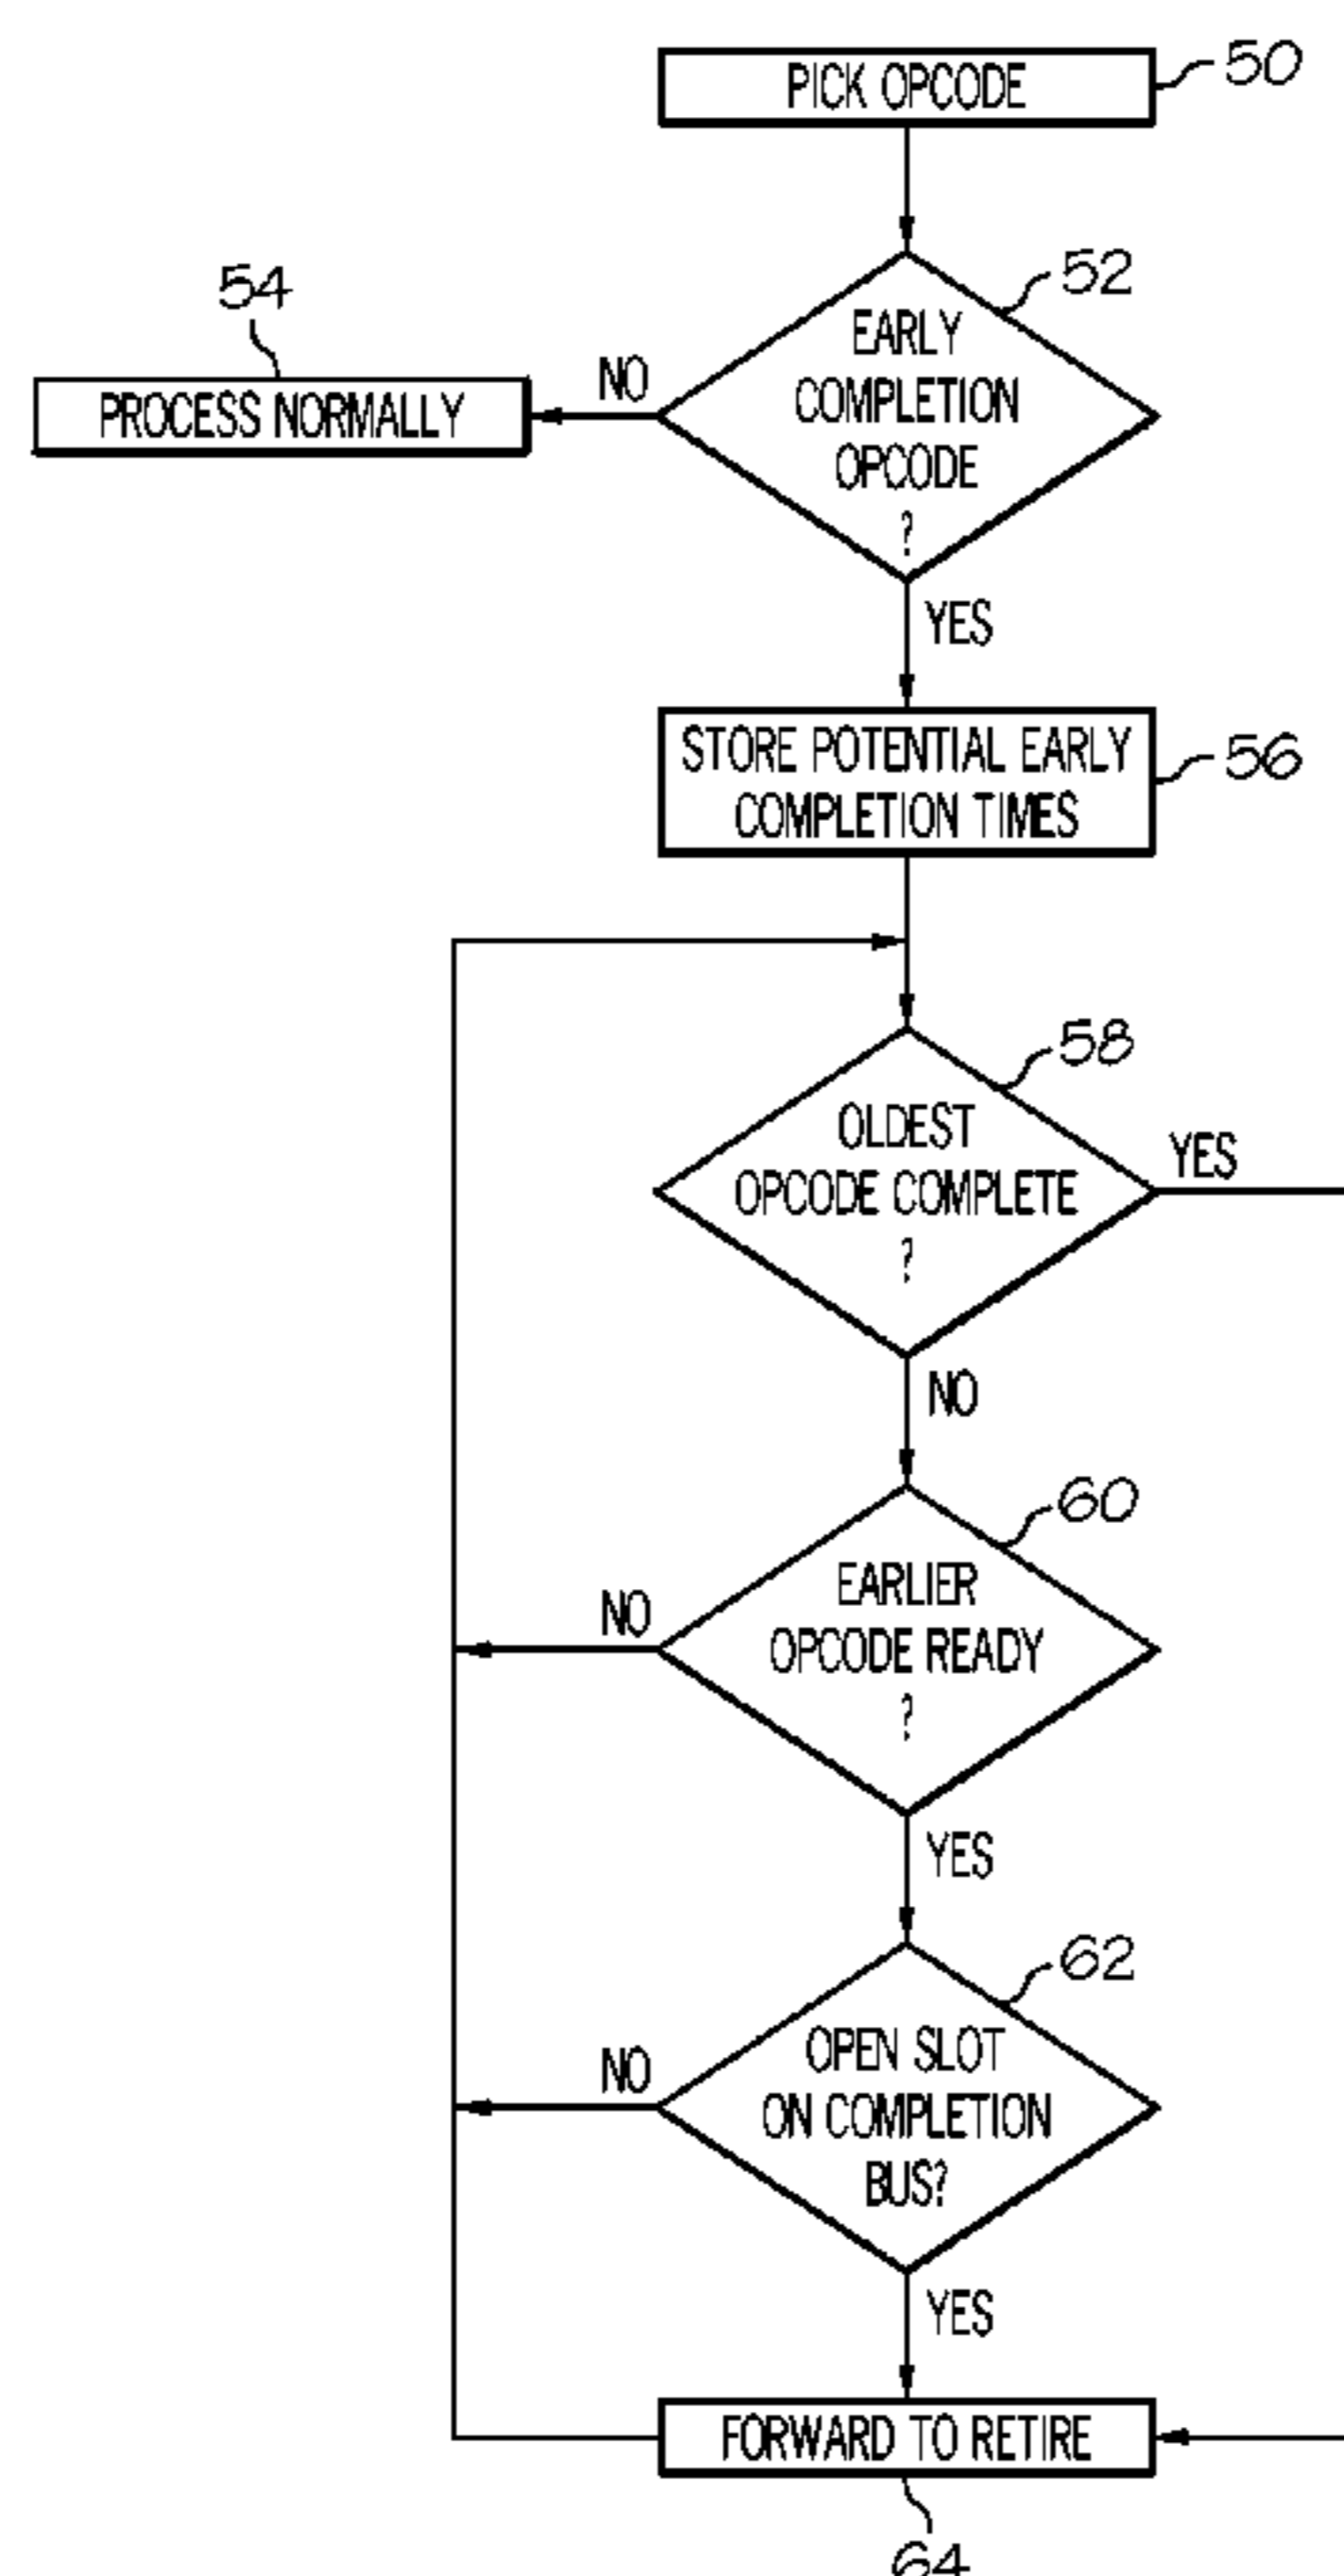 PICK OPCODE
50
52
EARLY
COMPLETION
OPCODE
?
54
NO
PROCESS NORMALLY
YES
STORE POTENTIAL EARLY
COMPLETION TIMES
56
58
OLDEST
OPCODE COMPLETE
?
YES
NO
60
EARLIER
OPCODE READY
?
NO
YES
62
OPEN SLOT
ON COMPLETION
BUS?
NO
YES
FORWARD TO RETIRE
64